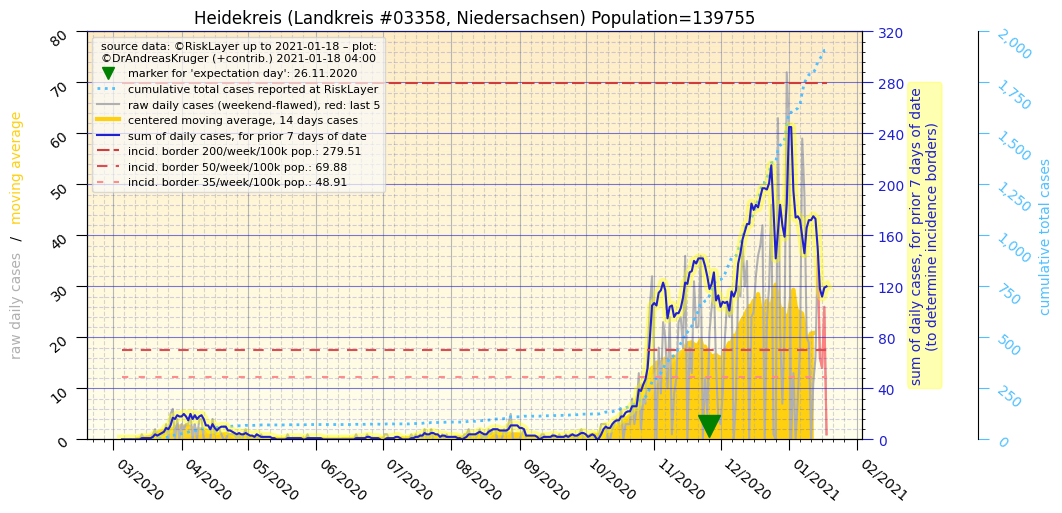 Heidekreis (Landkreis #03358, Niedersachsen) Population=139755
source data: ©RiskLayer up to 2021-01-18 – plot:
©DrAndreasKruger (+contrib.) 2021-01-18 04:00
marker for 'expectation day': 26.11.2020
cumulative total cases reported at RiskLayer
raw daily cases (weekend-flawed), red: last 5
centered moving average, 14 days cases
sum of daily cases, for prior 7 days of date
incid. border 200/week/100k pop.: 279.51
incid. border 50/week/100k pop.: 69.88
incid. border 35/week/100k pop.: 48.91
raw daily cases / moving average
80
70
60
50
40
30
20
10
0
03/2020
04/2020
05/2020
06/2020
07/2020
08/2020
09/2020
10/2020
11/2020
12/2020
01/2021
02/2021
320
280
240
200
160
120
80
40
0
sum of daily cases, for prior 7 days of date
(to determine incidence borders)
2,000
1,750
1,500
1,250
1,000
750
500
250
0
cumulative total cases